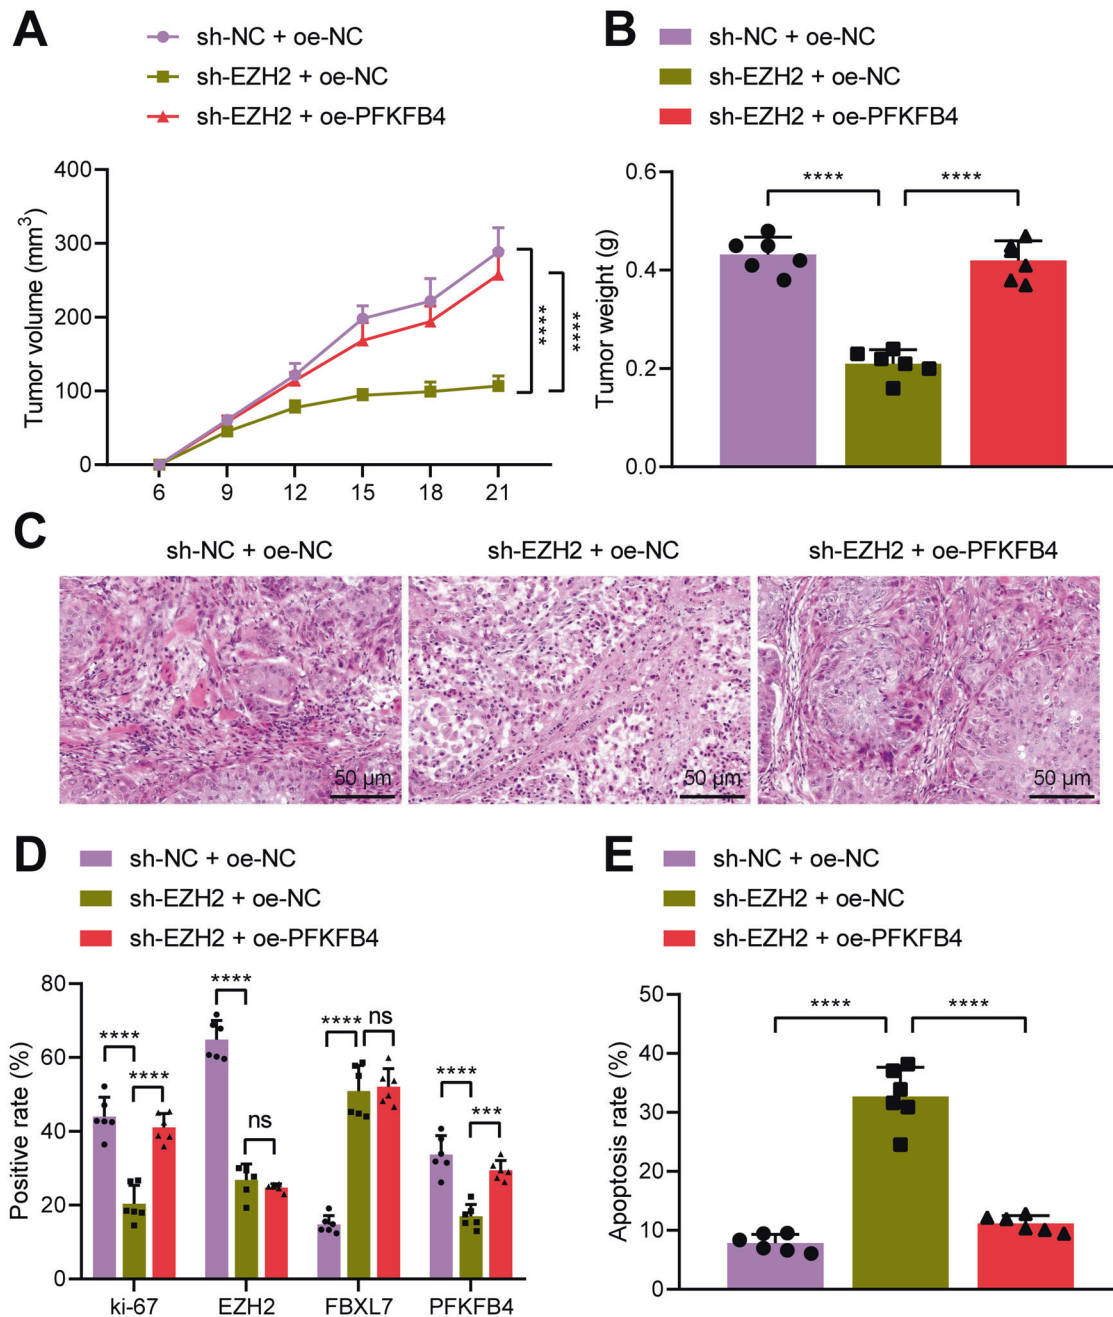 A
sh-NC + oe-NC
sh-EZH2 + oe-NC
sh-EZH2 + oe-PFKFB4
Tumor volume (mm³)
400
300
200
100
0
6 9 12 15 18 21
****
****
B
sh-NC + oe-NC
sh-EZH2 + oe-NC
sh-EZH2 + oe-PFKFB4
Tumor weight (g)
0.6
0.4
0.2
0.0
**** ****
C
sh-NC + oe-NC sh-EZH2 + oe-NC sh-EZH2 + oe-PFKFB4
50 µm 50 µm 50 µm
D
sh-NC + oe-NC
sh-EZH2 + oe-NC
sh-EZH2 + oe-PFKFB4
Positive rate (%)
80
60
40
20
0
**** **** **** ns **** **** ns ***
ki-67 EZH2 FBXL7 PFKFB4
E
sh-NC + oe-NC
sh-EZH2 + oe-NC
sh-EZH2 + oe-PFKFB4
Apoptosis rate (%)
50
40
30
20
10
0
**** ****